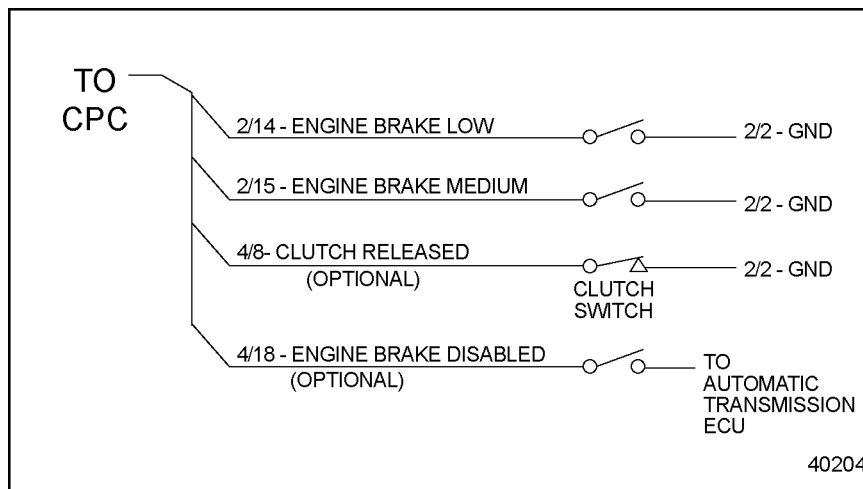 TO
CPC
2/14 - ENGINE BRAKE LOW
2/2 - GND
2/15 - ENGINE BRAKE MEDIUM
2/2 - GND
4/8- CLUTCH RELEASED
(OPTIONAL)
2/2 - GND
CLUTCH
SWITCH
4/18 - ENGINE BRAKE DISABLED
(OPTIONAL)
TO
AUTOMATIC
TRANSMISSION
ECU
40204